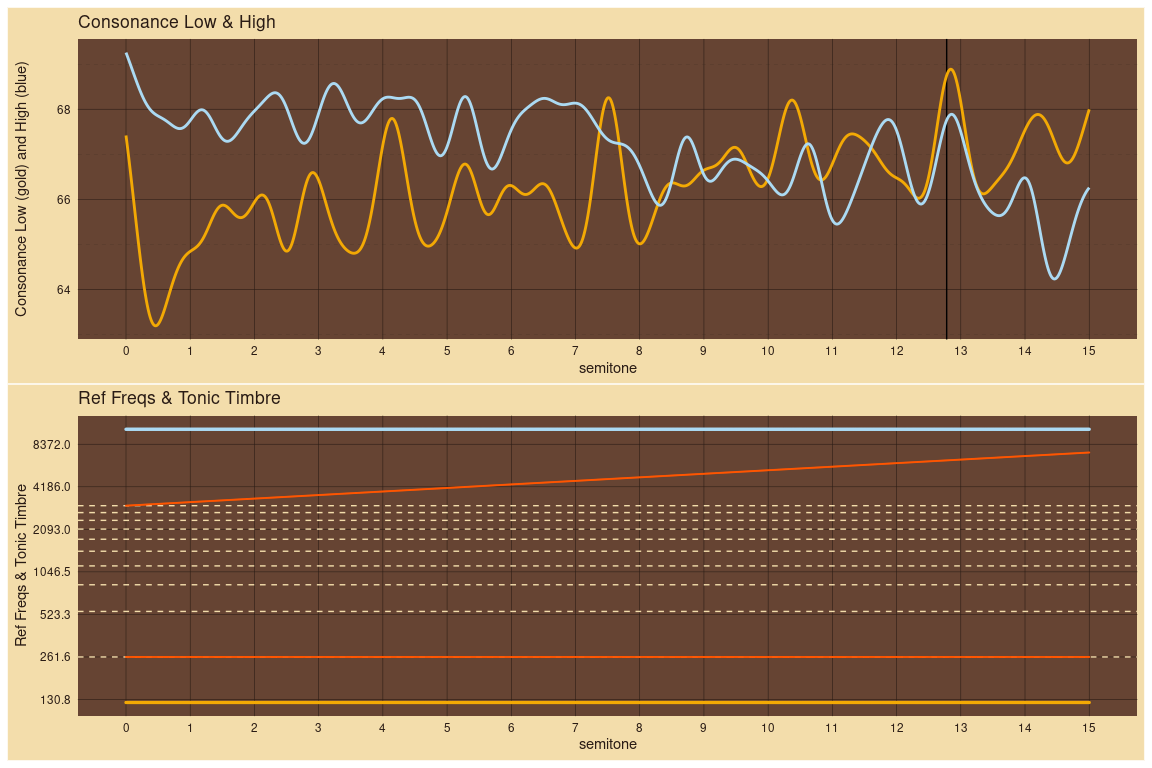 Consonance Low & High
Consonance Low (gold) and High (blue)
68
66
64
0 1 2 3 4 5 6 7 8 9 10 11 12 13 14 15
semitone
Ref Freqs & Tonic Timbre
Ref Freqs & Tonic Timbre
8372.0
4186.0
2093.0
1046.5
523.3
261.6
130.8
0 1 2 3 4 5 6 7 8 9 10 11 12 13 14 15
semitone